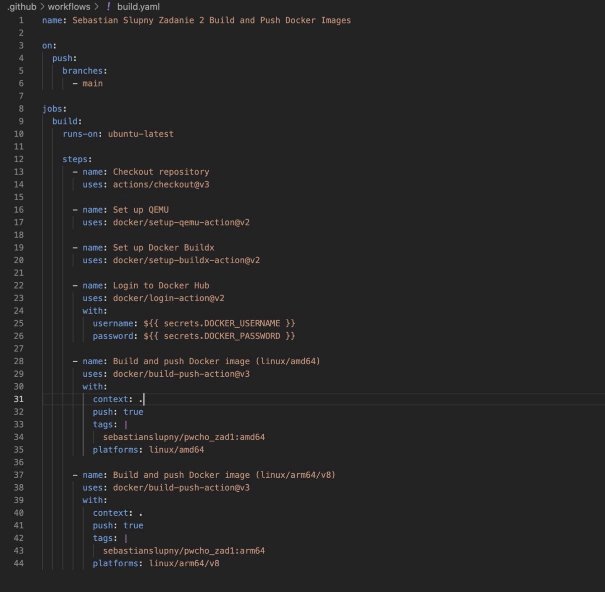 .github > workflows > ! build.yaml
1 name: Sebastian Slupny Zadanie 2 Build and Push Docker Images
2
3 on:
4   push:
5     branches:
6       - main
7
8 jobs:
9   build:
10     runs-on: ubuntu-latest
11
12     steps:
13       - name: Checkout repository
14         uses: actions/checkout@v3
15
16       - name: Set up QEMU
17         uses: docker/setup-qemu-action@v2
18
19       - name: Set up Docker Buildx
20         uses: docker/setup-buildx-action@v2
21
22       - name: Login to Docker Hub
23         uses: docker/login-action@v2
24         with:
25           username: ${{ secrets.DOCKER_USERNAME }}
26           password: ${{ secrets.DOCKER_PASSWORD }}
27
28       - name: Build and push Docker image (linux/amd64)
29         uses: docker/build-push-action@v3
30         with:
31           context: .
32           push: true
33           tags: |
34             sebastianslupny/pwcho_zad1:amd64
35           platforms: linux/amd64
36
37       - name: Build and push Docker image (linux/arm64/v8)
38         uses: docker/build-push-action@v3
39         with:
40           context: .
41           push: true
42           tags: |
43             sebastianslupny/pwcho_zad1:arm64
44           platforms: linux/arm64/v8